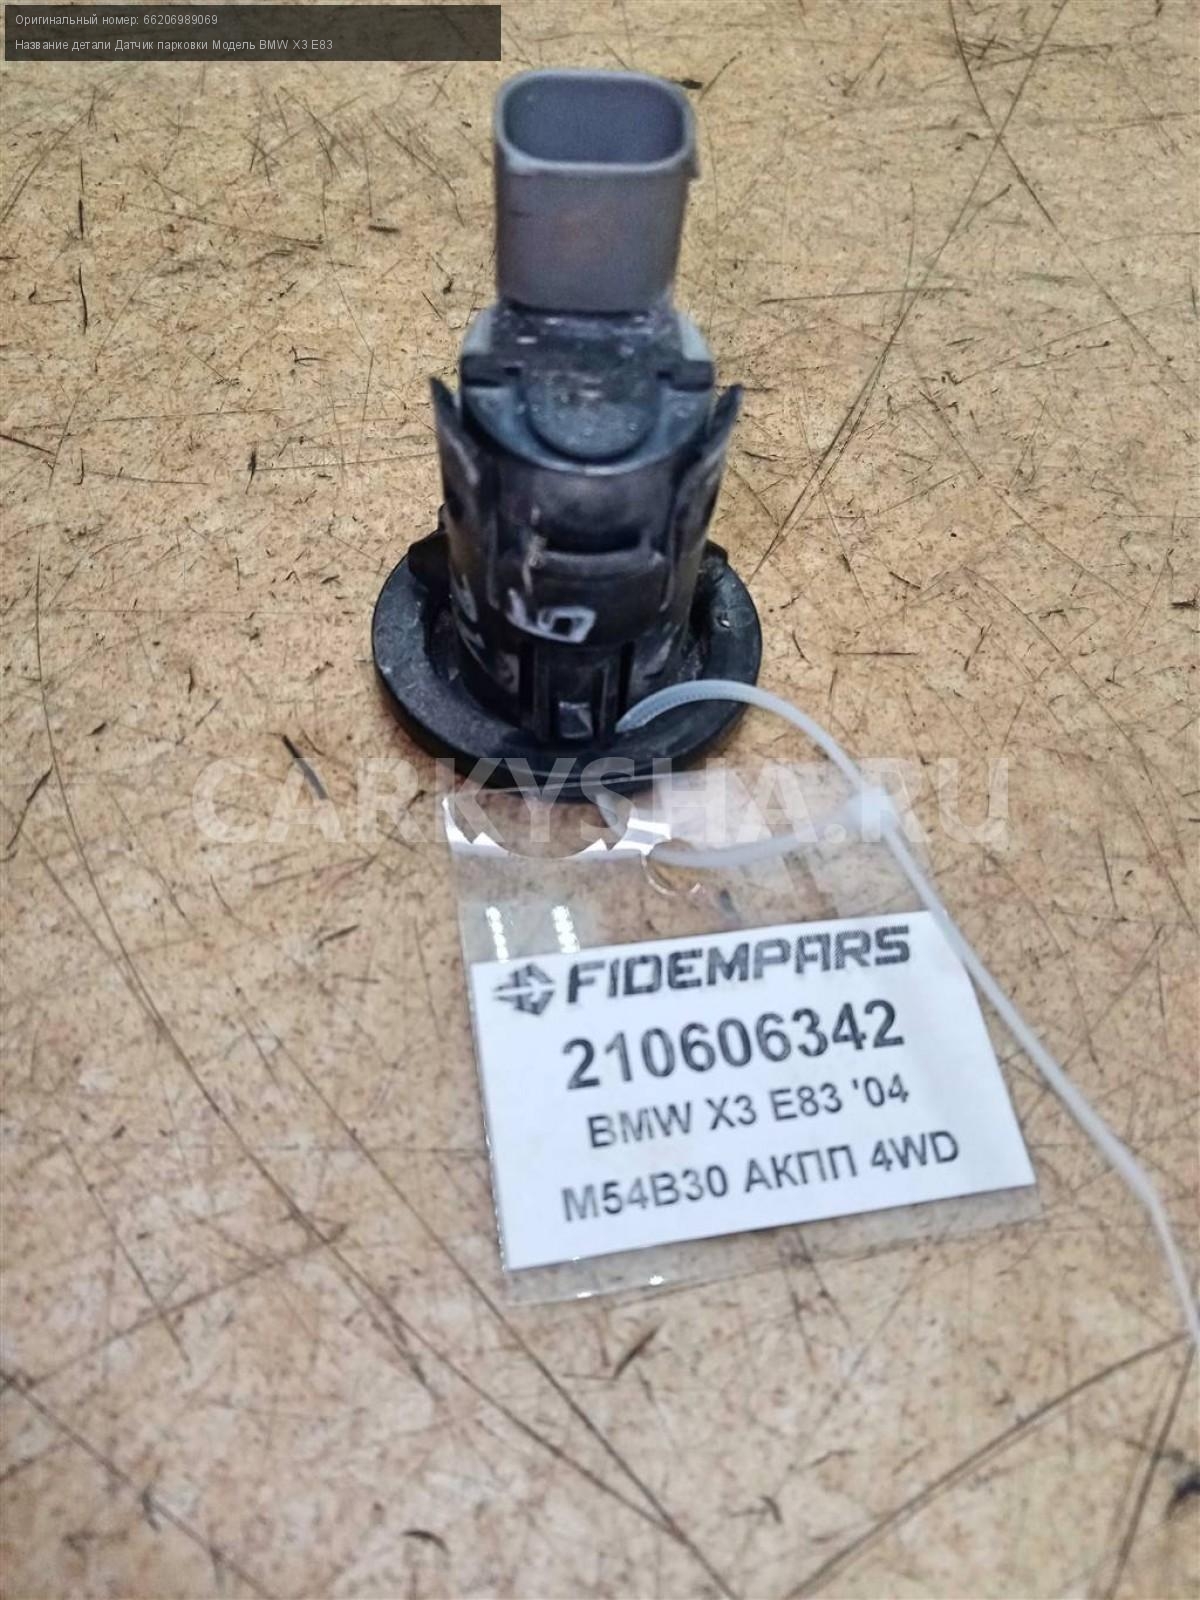 Оригинальный номер: 66206989069
Название детали Датчик парковки Модель BMW X3 E83
CARKYSHA.RU
FIDEMPARS
210606342
BMW X3 E83 '04
M54B30 АКПП 4WD